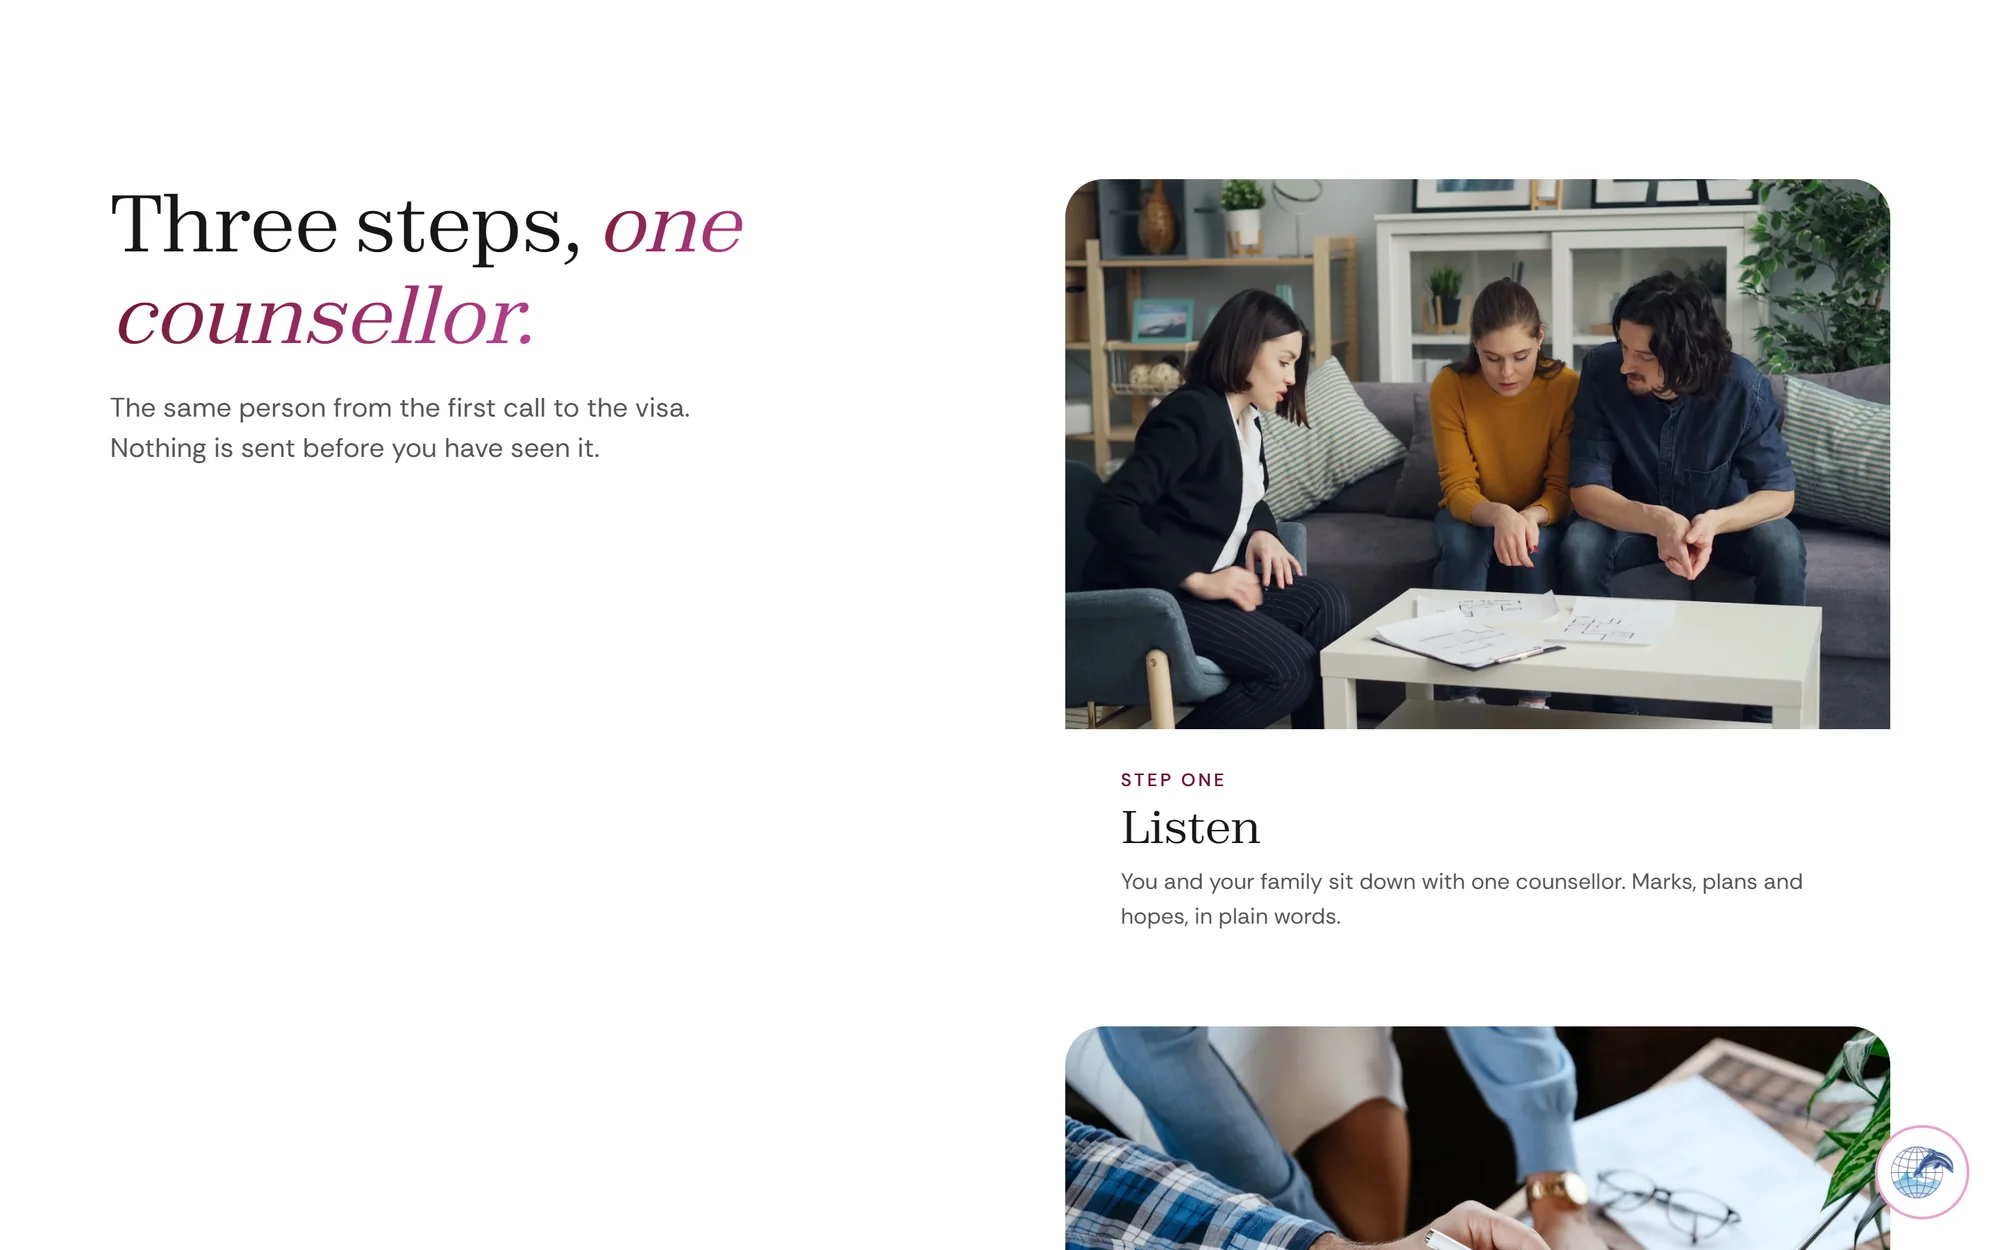 Three steps, one
counsellor.
The same person from the first call to the visa.
Nothing is sent before you have seen it.
STEP ONE
Listen
You and your family sit down with one counsellor. Marks, plans and
hopes, in plain words.